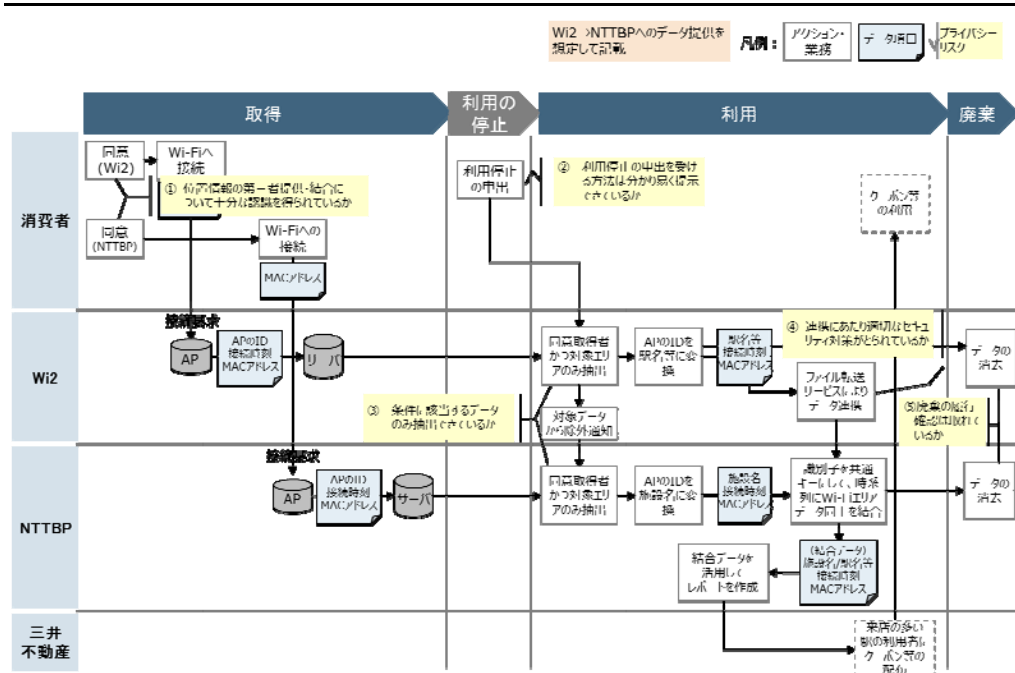 Wi2 >NTTBPへのデータ提供を
想定して記載
凡例:
アクション・
業務
プライバシー
リスク
取得
利用の
停止
利用
廃棄
消費者
同意
(Wi2)
Wi-Fiへ
接続
① 位置情報の第一者提供・結合に
ついて十分な認識を得られているか
同意
(NTTBP)
Wi-Fiへの
接続
MACアドレス
利用停止
の申出
② 利用停止の申出を受け
る方法は分かり易く提示
できているか
クーポン等
の利用
Wi2
接続要求
AP
APのID
接続時刻
MACアドレス
同意取得者
かつ対象エリ
アのみ抽出
APのIDを
駅名等に変
換
駅名等
接続時刻
MACアドレス
④ 連携にあたり適切なセキュ
リティ対策がとられているか
ファイル転送
サービスにより
データ連携
データの
消去
③ 条件に該当するデータ
のみ抽出できているか
対象データ
から除外通知
⑤廃棄の履行
確認は取れて
いるか
NTTBP
接続要求
AP
APのID
接続時刻
MACアドレス
サーバ
同意取得者
かつ対象エリ
アのみ抽出
APのIDを
施設名に変
換
施設名
接続時刻
MACアドレス
識別子を共通
キーにして、時系
列にWi-Fiエリア
データ同士を結合
データの
消去
結合データを
活用して
レポートを作成
(結合データ)
施設名/駅名等
接続時刻
MACアドレス
三井
不動産
来店の多い
駅の利用者に
クーポン等の
配布